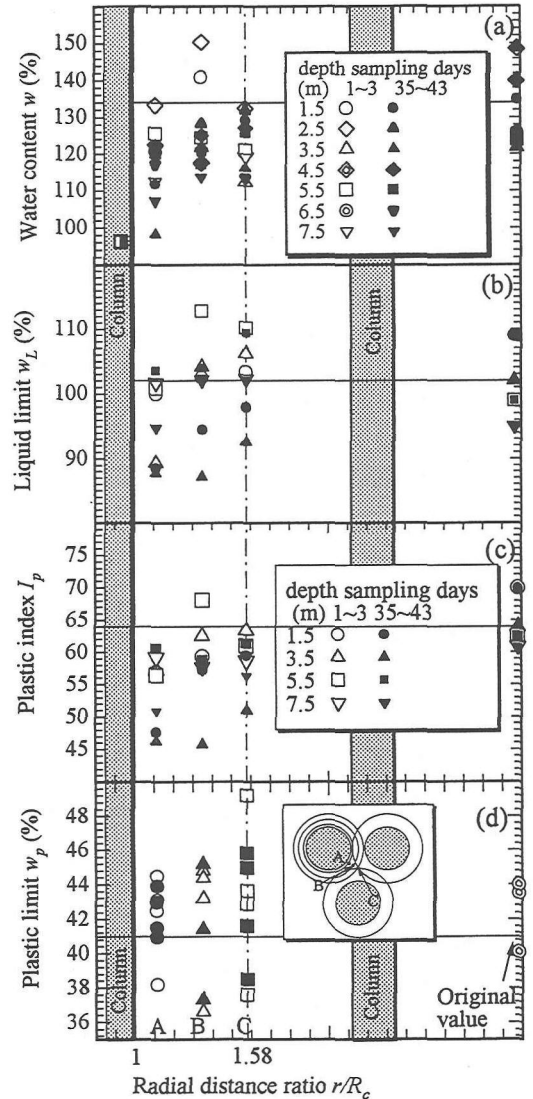 (a)
Water content w (%)
150
140
130
120
110
100
depth sampling days
(m) 1~3 35~43
1.5
2.5
3.5
4.5
5.5
6.5
7.5
Column
Column
(b)
Liquid limit w_L (%)
110
100
90
(c)
Plastic index I_p
75
70
65
60
55
50
45
depth sampling days
(m) 1~3 35~43
1.5
3.5
5.5
7.5
(d)
Plastic limit w_p (%)
48
46
44
42
40
38
36
A
B
C
Column
Column
Original
value
A B C
1 1.58
Radial distance ratio r/R_c